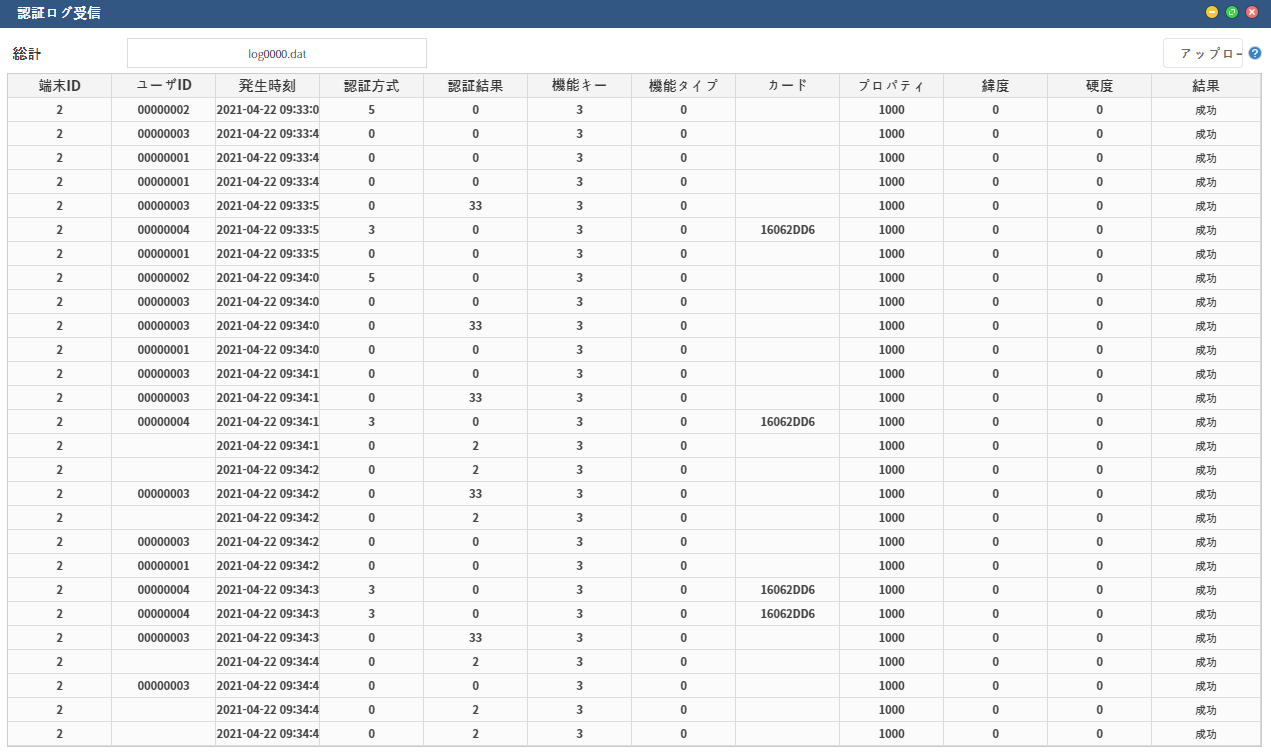 認証ログ受信
総計 log0000.dat アップロー
端末ID ユーザID 発生時刻 認証方式 認証結果 機能キー 機能タイプ カード プロパティ 緯度 硬度 結果
2 00000002 2021-04-22 09:33:0 5 0 3 0 1000 0 0 成功
2 00000003 2021-04-22 09:33:4 0 0 3 0 1000 0 0 成功
2 00000001 2021-04-22 09:33:4 0 0 3 0 1000 0 0 成功
2 00000001 2021-04-22 09:33:4 0 0 3 0 1000 0 0 成功
2 00000003 2021-04-22 09:33:5 0 33 3 0 1000 0 0 成功
2 00000004 2021-04-22 09:33:5 3 0 3 0 16062DD6 1000 0 0 成功
2 00000001 2021-04-22 09:33:5 0 0 3 0 1000 0 0 成功
2 00000002 2021-04-22 09:34:0 5 0 3 0 1000 0 0 成功
2 00000003 2021-04-22 09:34:0 0 0 3 0 1000 0 0 成功
2 00000003 2021-04-22 09:34:0 0 33 3 0 1000 0 0 成功
2 00000001 2021-04-22 09:34:0 0 0 3 0 1000 0 0 成功
2 00000003 2021-04-22 09:34:1 0 0 3 0 1000 0 0 成功
2 00000003 2021-04-22 09:34:1 0 33 3 0 1000 0 0 成功
2 00000004 2021-04-22 09:34:1 3 0 3 0 16062DD6 1000 0 0 成功
2 2021-04-22 09:34:1 0 2 3 0 1000 0 0 成功
2 2021-04-22 09:34:2 0 2 3 0 1000 0 0 成功
2 00000003 2021-04-22 09:34:2 0 33 3 0 1000 0 0 成功
2 2021-04-22 09:34:2 0 2 3 0 1000 0 0 成功
2 00000003 2021-04-22 09:34:2 0 0 3 0 1000 0 0 成功
2 00000001 2021-04-22 09:34:2 0 0 3 0 1000 0 0 成功
2 00000004 2021-04-22 09:34:3 3 0 3 0 16062DD6 1000 0 0 成功
2 00000004 2021-04-22 09:34:3 3 0 3 0 16062DD6 1000 0 0 成功
2 00000003 2021-04-22 09:34:3 0 33 3 0 1000 0 0 成功
2 2021-04-22 09:34:4 0 2 3 0 1000 0 0 成功
2 00000003 2021-04-22 09:34:4 0 0 3 0 1000 0 0 成功
2 2021-04-22 09:34:4 0 2 3 0 1000 0 0 成功
2 2021-04-22 09:34:4 0 2 3 0 1000 0 0 成功